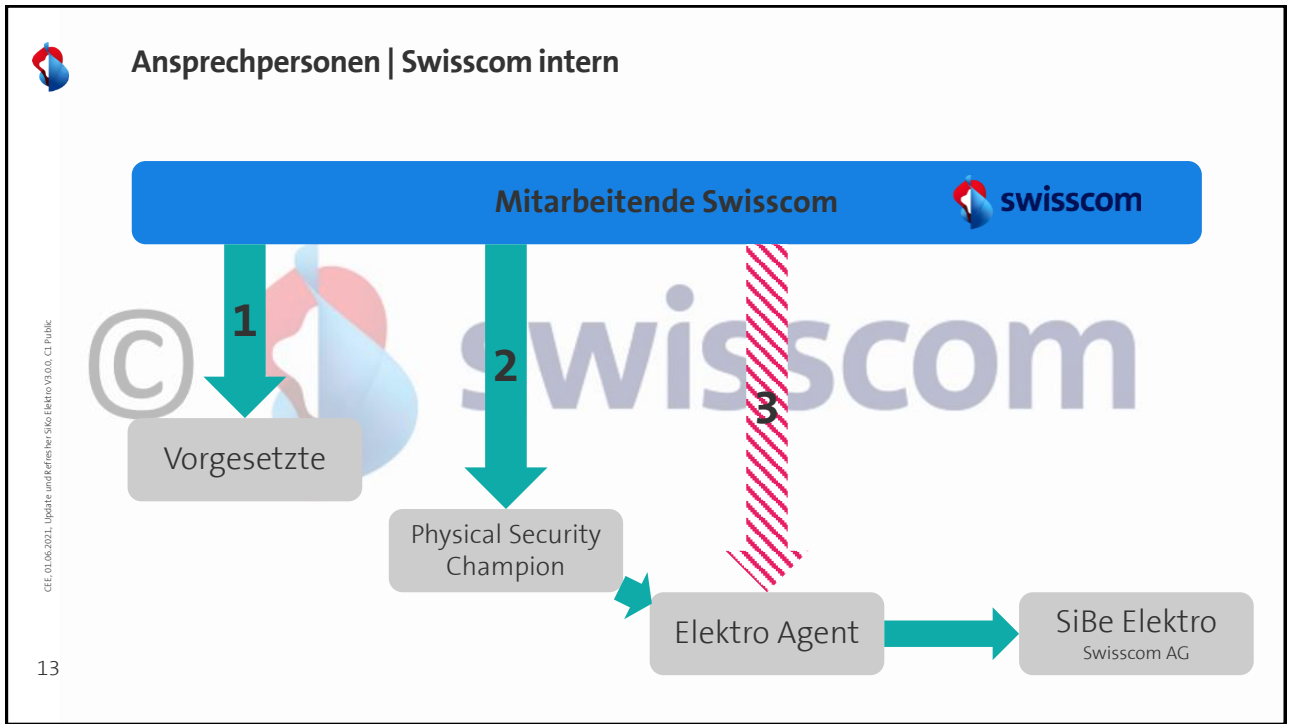 Ansprechpersonen | Swisscom intern
Mitarbeitende Swisscom
swisscom
1
2
3
© swisscom
Vorgesetzte
Physical Security
Champion
Elektro Agent
SiBe Elektro
Swisscom AG
CEE, 01.06.2021, Update und Refresher SiKo Elektro V3.0.0, C1 Public
13